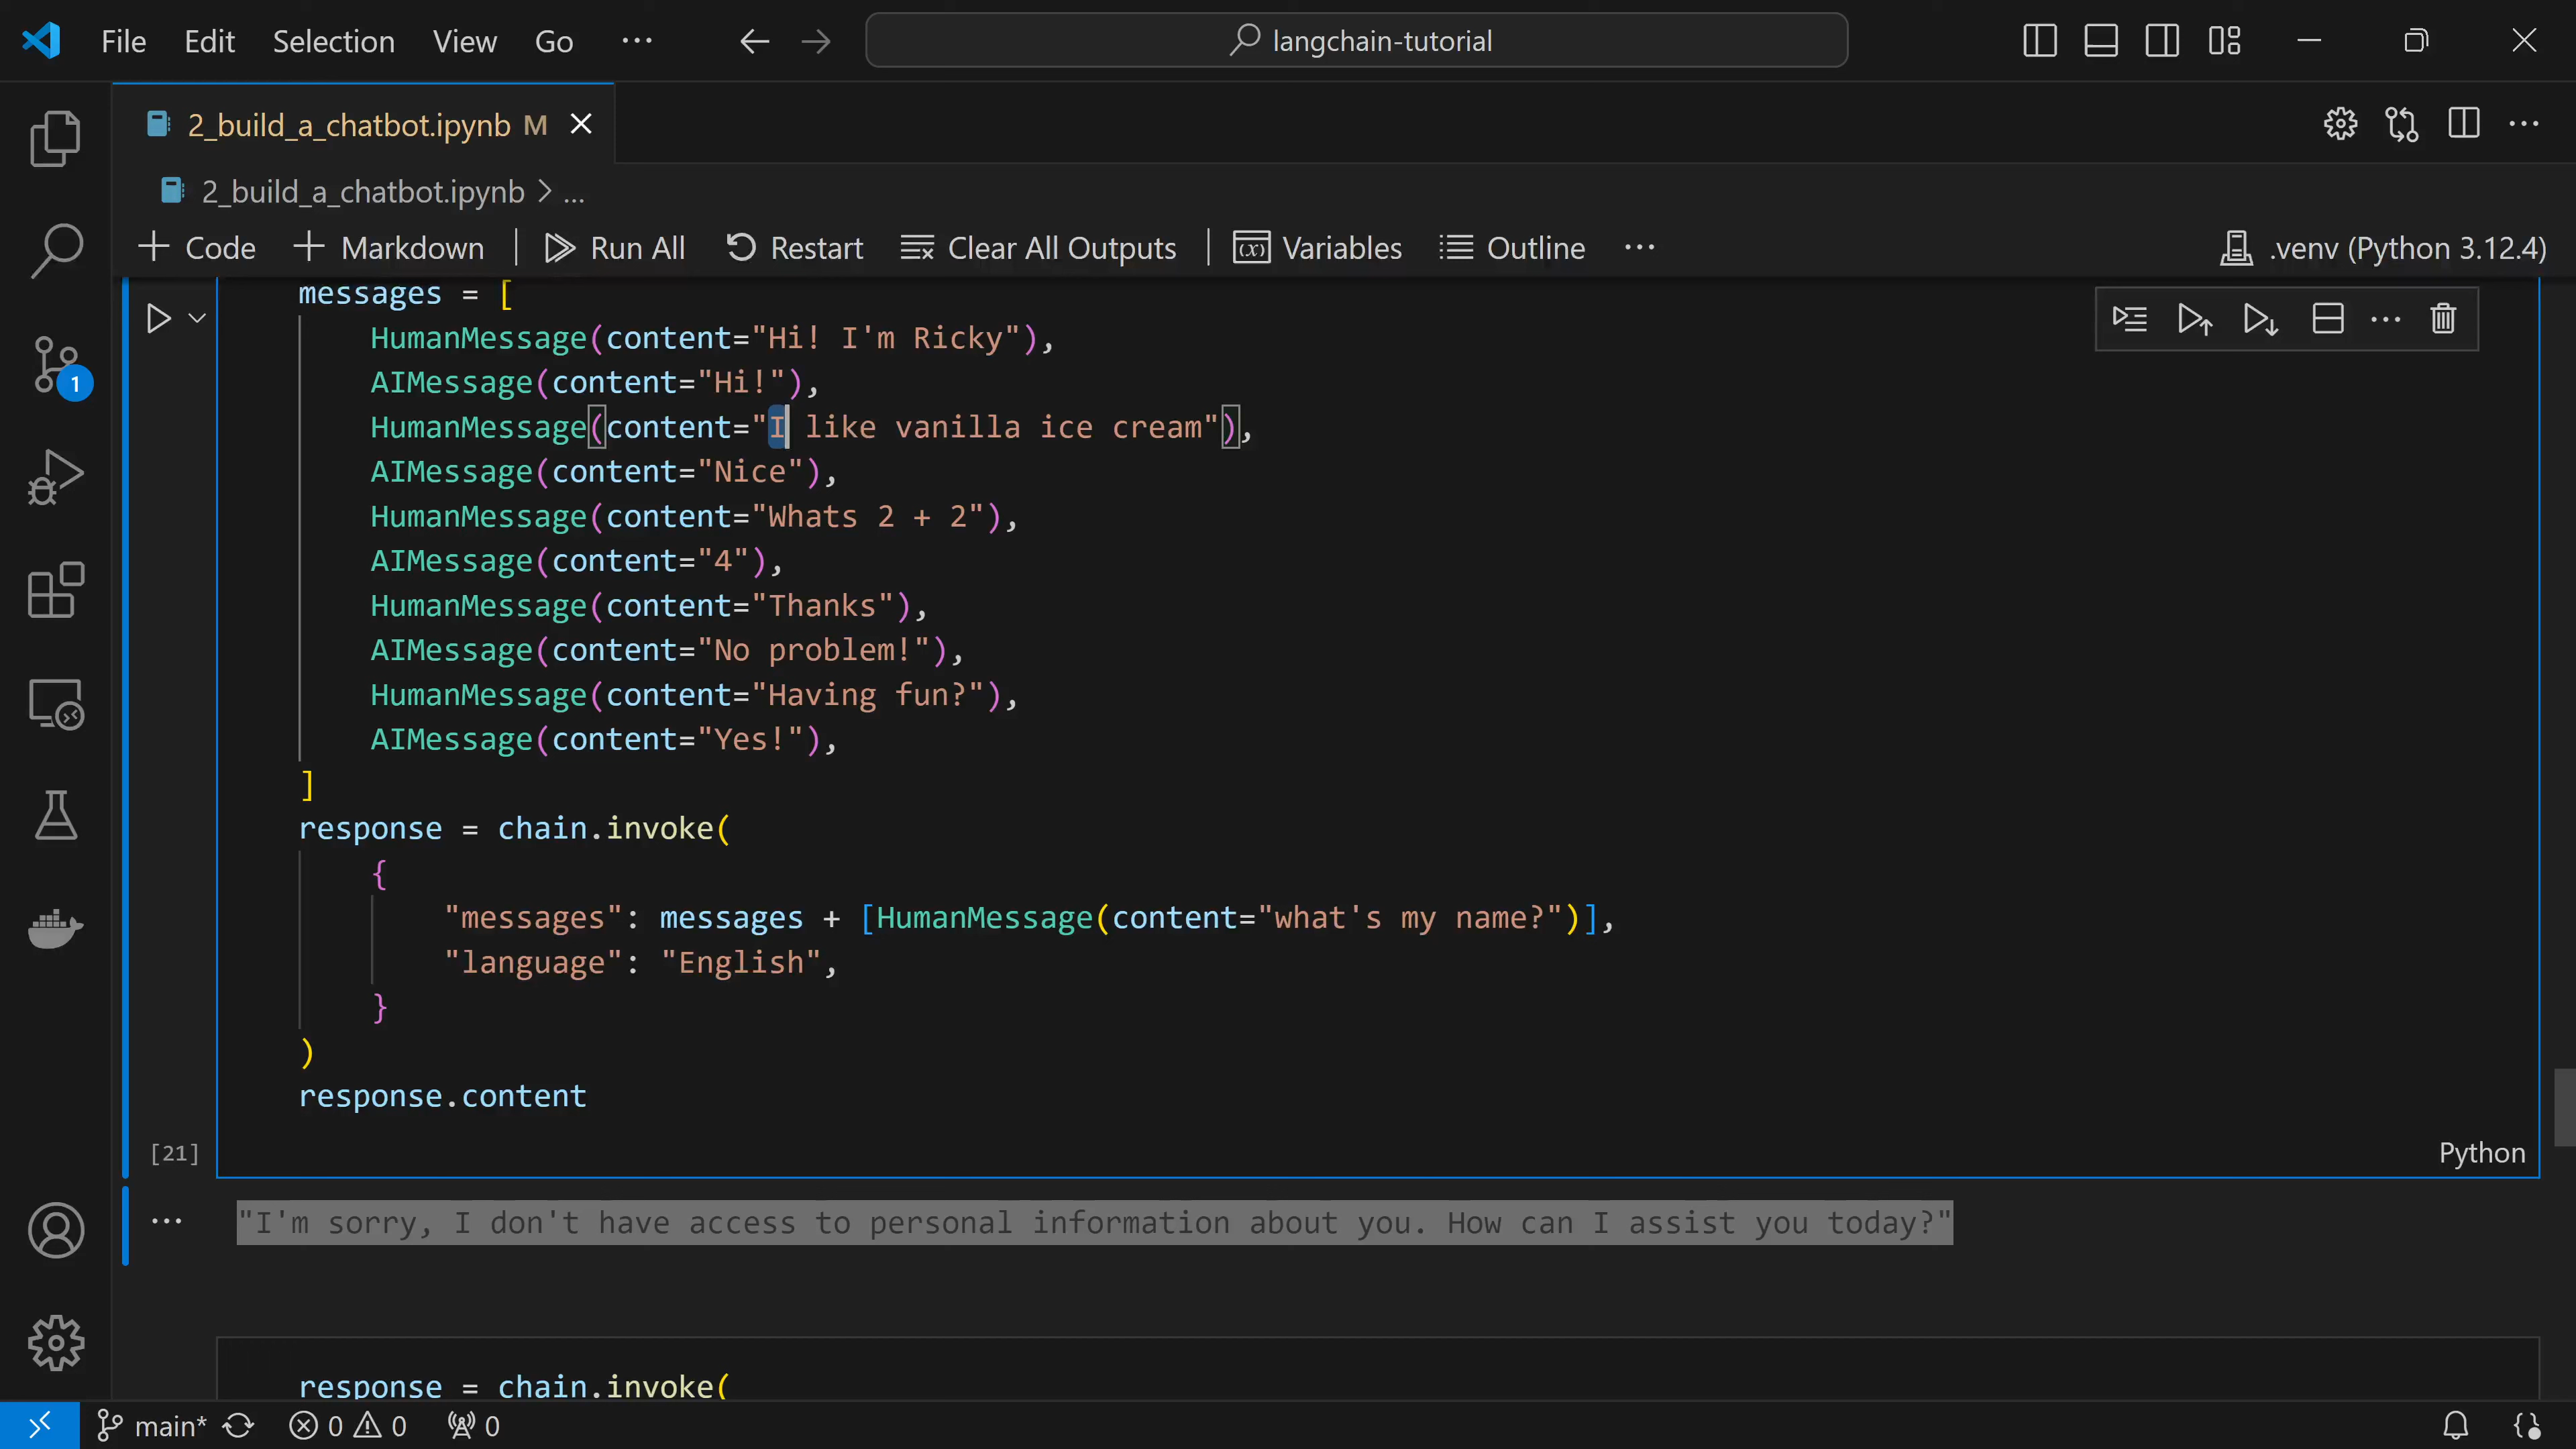 File Edit Selection View Go ... langchain-tutorial
2_build_a_chatbot.ipynb M
2_build_a_chatbot.ipynb > ...
Code Markdown Run All Restart Clear All Outputs Variables Outline ... .venv (Python 3.12.4)
messages = [
HumanMessage(content="Hi! I'm Ricky"),
AIMessage(content="Hi!"),
HumanMessage(content="I like vanilla ice cream"),
AIMessage(content="Nice"),
HumanMessage(content="Whats 2 + 2"),
AIMessage(content="4"),
HumanMessage(content="Thanks"),
AIMessage(content="No problem!"),
HumanMessage(content="Having fun?"),
AIMessage(content="Yes!"),
]
response = chain.invoke(
{
"messages": messages + [HumanMessage(content="what's my name?")],
"language": "English",
}
)
response.content
[21] Python
"I'm sorry, I don't have access to personal information about you. How can I assist you today?"
response = chain.invoke(
1
main* 0 0 0